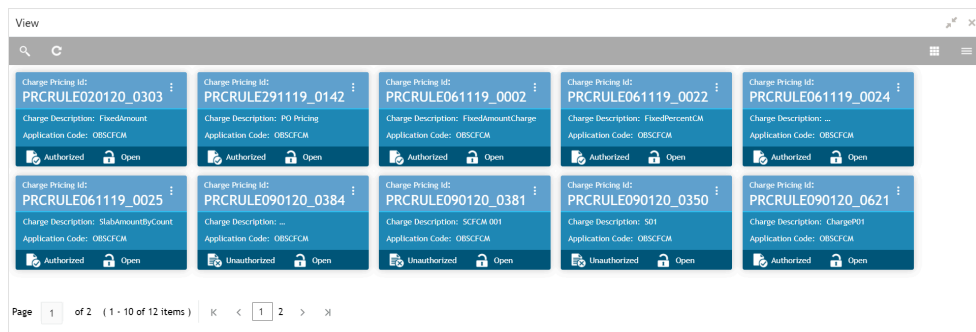 View
Charge Pricing Id:
PRCRULE020120_0303
Charge Description: FixedAmount
Application Code: OBSCFCM
Authorized Open
Charge Pricing Id:
PRCRULE291119_0142
Charge Description: PO Pricing
Application Code: OBSCFCM
Authorized Open
Charge Pricing Id:
PRCRULE061119_0002
Charge Description: FixedAmountCharge
Application Code: OBSCFCM
Authorized Open
Charge Pricing Id:
PRCRULE061119_0022
Charge Description: FixedPercentCM
Application Code: OBSCFCM
Authorized Open
Charge Pricing Id:
PRCRULE061119_0024
Charge Description: ...
Application Code: OBSCFCM
Authorized Open
Charge Pricing Id:
PRCRULE061119_0025
Charge Description: SlabAmountByCount
Application Code: OBSCFCM
Authorized Open
Charge Pricing Id:
PRCRULE090120_0384
Charge Description: ...
Application Code: OBSCFCM
Unauthorized Open
Charge Pricing Id:
PRCRULE090120_0381
Charge Description: SCFCM 001
Application Code: OBSCFCM
Unauthorized Open
Charge Pricing Id:
PRCRULE090120_0350
Charge Description: S01
Application Code: OBSCFCM
Unauthorized Open
Charge Pricing Id:
PRCRULE090120_0621
Charge Description: ChargeP01
Application Code: OBSCFCM
Authorized Open
Page 1 of 2 ( 1 - 10 of 12 items ) 1 2